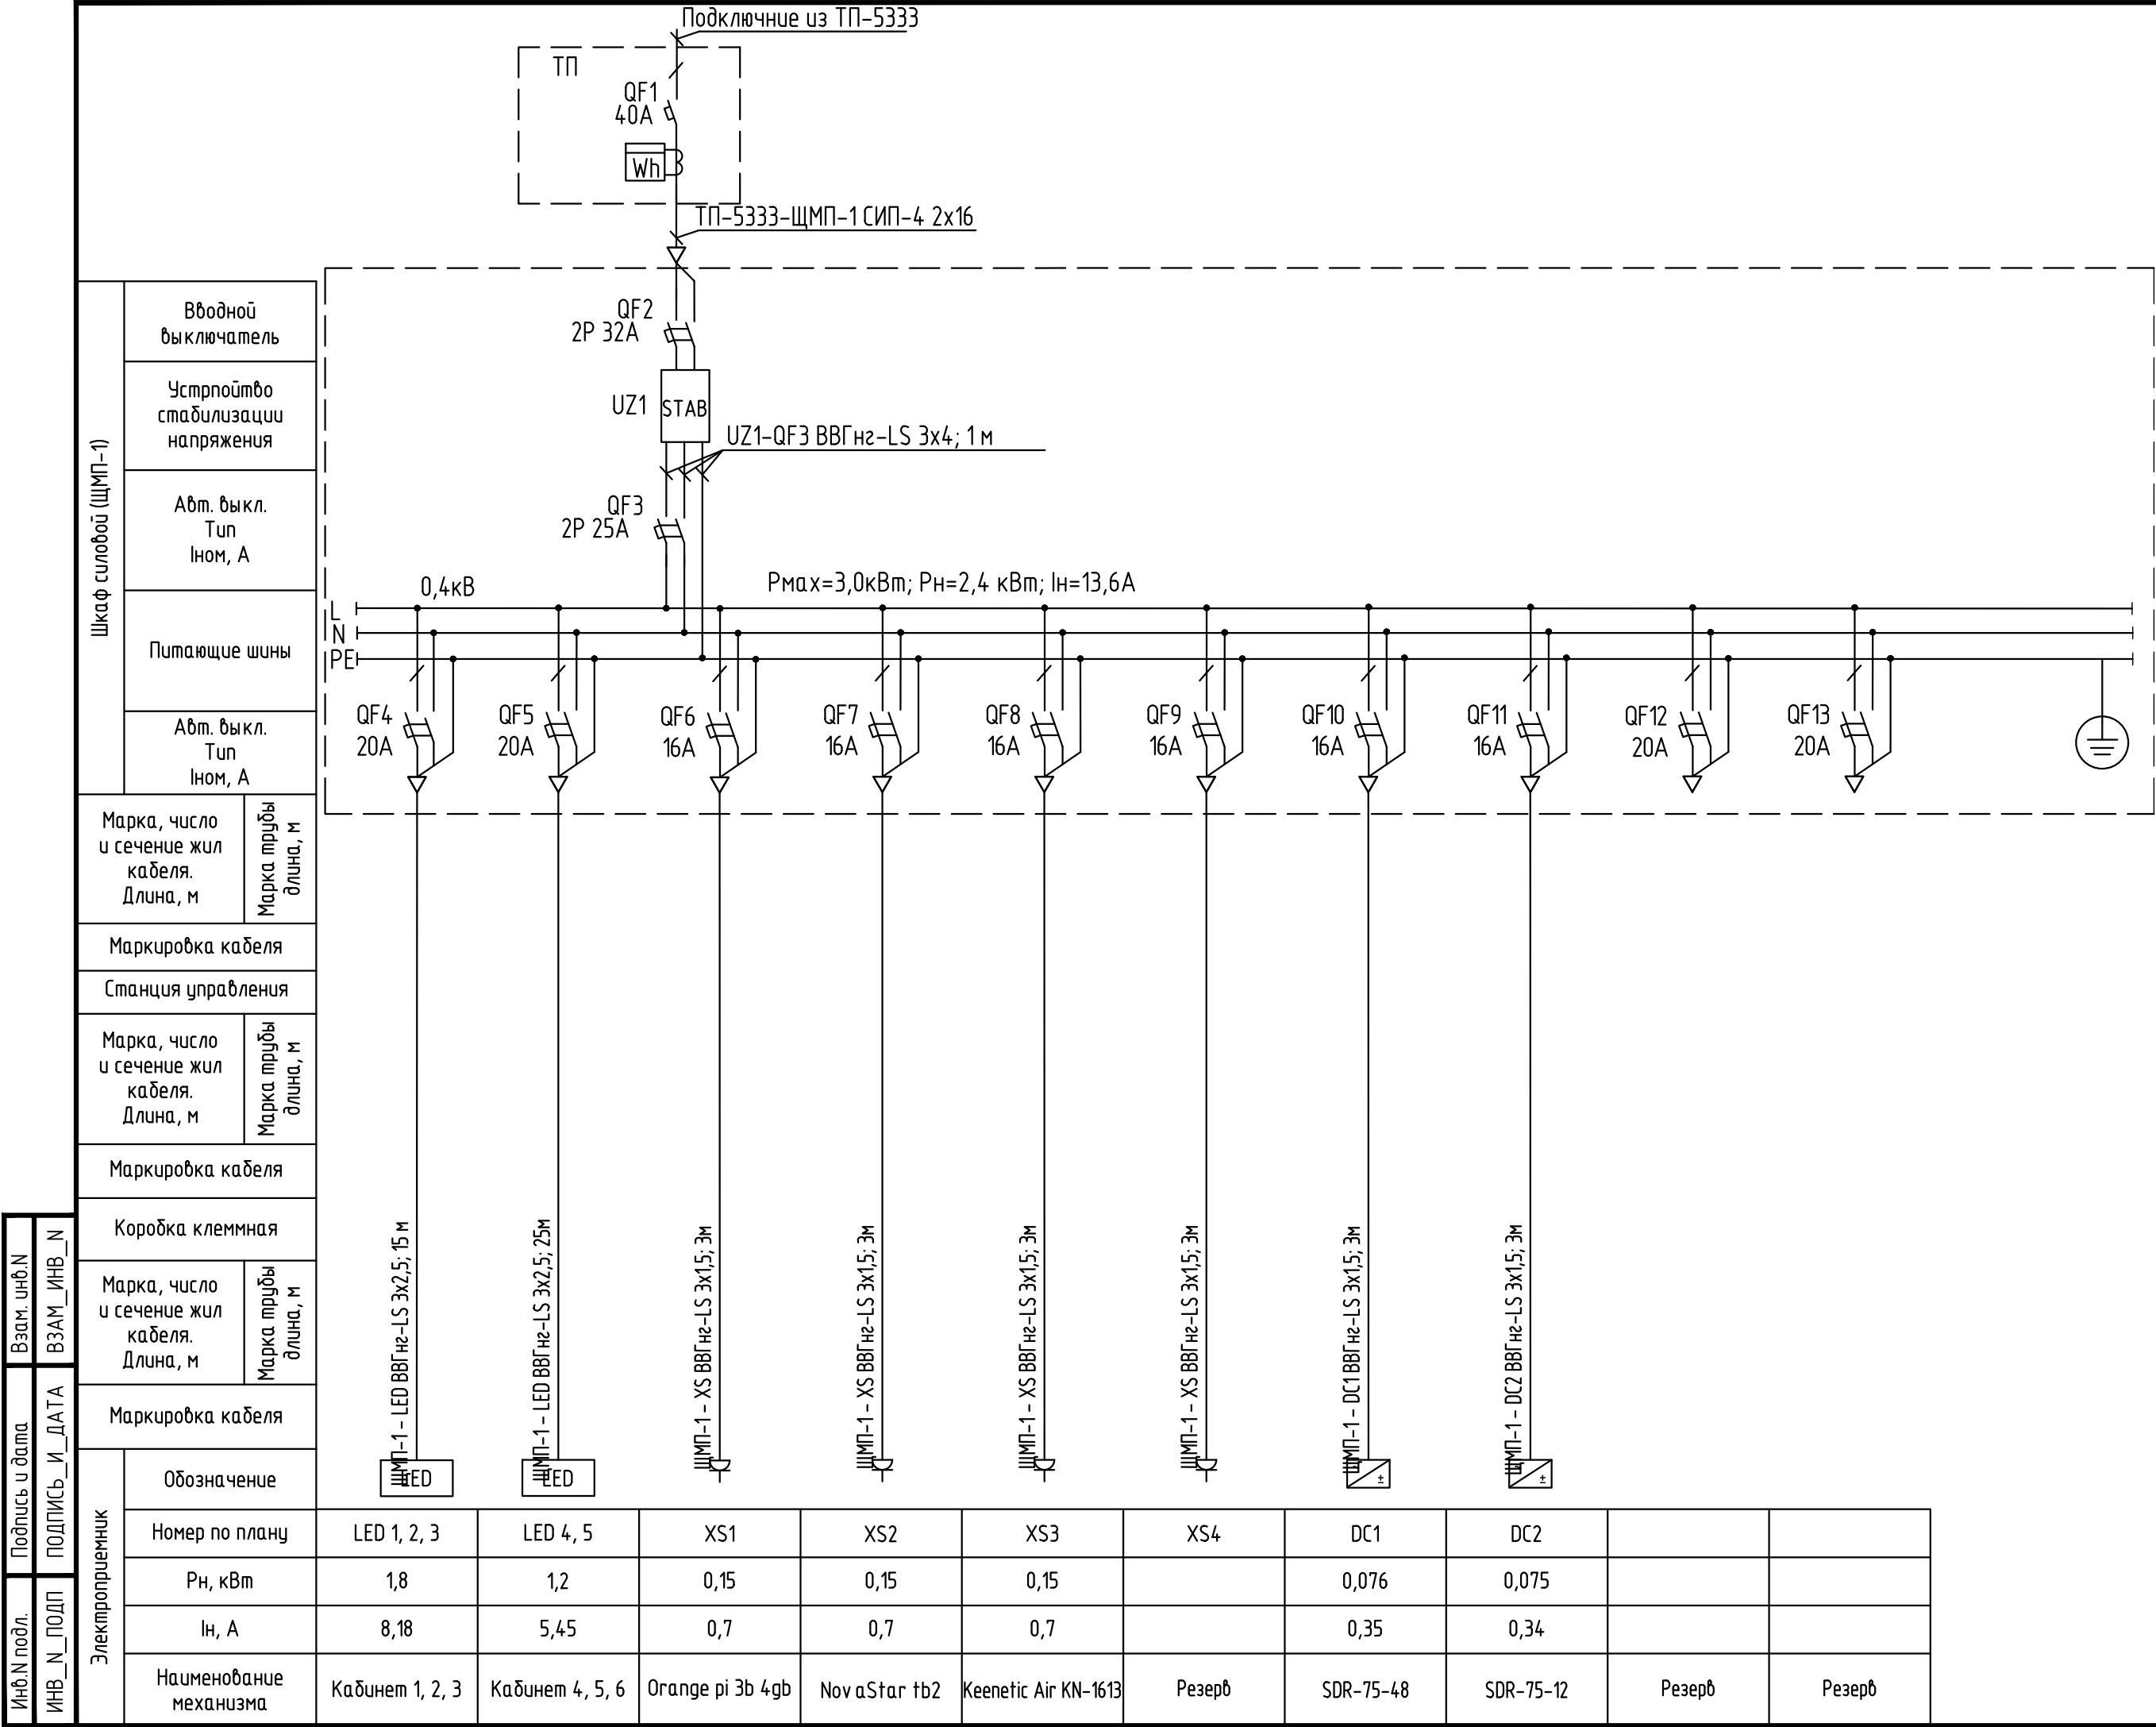 Подключние из ТП-5333
ТП
QF1
40А
Wh
ТП-5333-ЩМП-1 СИП-4 2х16
QF2
2Р 32А
UZ1
STAB
UZ1-QF3 ВВГнг-LS 3х4; 1 м
QF3
2Р 25А
0,4кВ
Рмах=3,0кВт; Рн=2,4 кВт; Iн=13,6А
L
N
PE
QF4
20А
QF5
20А
QF6
16А
QF7
16А
QF8
16А
QF9
16А
QF10
16А
QF11
16А
QF12
20А
QF13
20А
Шкаф силовой (ЩМП-1)
Вводной
выключатель
Устрпойтво
стабилизации
напряжения
Авт. выкл.
Тип
Iном, А
Питающие шины
Авт. выкл.
Тип
Iном, А
Марка, число
и сечение жил
кабеля.
Длина, м
Марка трубы
длина, м
Маркировка кабеля
Станция управления
Марка, число
и сечение жил
кабеля.
Длина, м
Марка трубы
длина, м
Маркировка кабеля
Коробка клеммная
Марка, число
и сечение жил
кабеля.
Длина, м
Марка трубы
длина, м
Маркировка кабеля
ЩМП-1 - LED ВВГнг-LS 3х2,5; 15 м
ЩМП-1 - LED ВВГнг-LS 3х2,5; 25м
ЩМП-1 - XS ВВГнг-LS 3х1,5; 3м
ЩМП-1 - XS ВВГнг-LS 3х1,5; 3м
ЩМП-1 - XS ВВГнг-LS 3х1,5; 3м
ЩМП-1 - XS ВВГнг-LS 3х1,5; 3м
ЩМП-1 - DC1 ВВГнг-LS 3х1,5; 3м
ЩМП-1 - DC2 ВВГнг-LS 3х1,5; 3м
Электроприемник
Обозначение
LED
LED
±
±
Номер по плану
LED 1, 2, 3
LED 4, 5
XS1
XS2
XS3
XS4
DC1
DC2
Рн, кВт
1,8
1,2
0,15
0,15
0,15
0,076
0,075
Iн, А
8,18
5,45
0,7
0,7
0,7
0,35
0,34
Наименование
механизма
Кабинет 1, 2, 3
Кабинет 4, 5, 6
Orange pi 3b 4gb
NovaStar tb2
Keenetic Air KN-1613
Резерв
SDR-75-48
SDR-75-12
Резерв
Резерв
Взам. инв.N
ВЗАМ_ИНВ_N
Подпись и дата
ПОДПИСЬ_И_ДАТА
Инв.N подл.
ИНВ_N_ПОДП